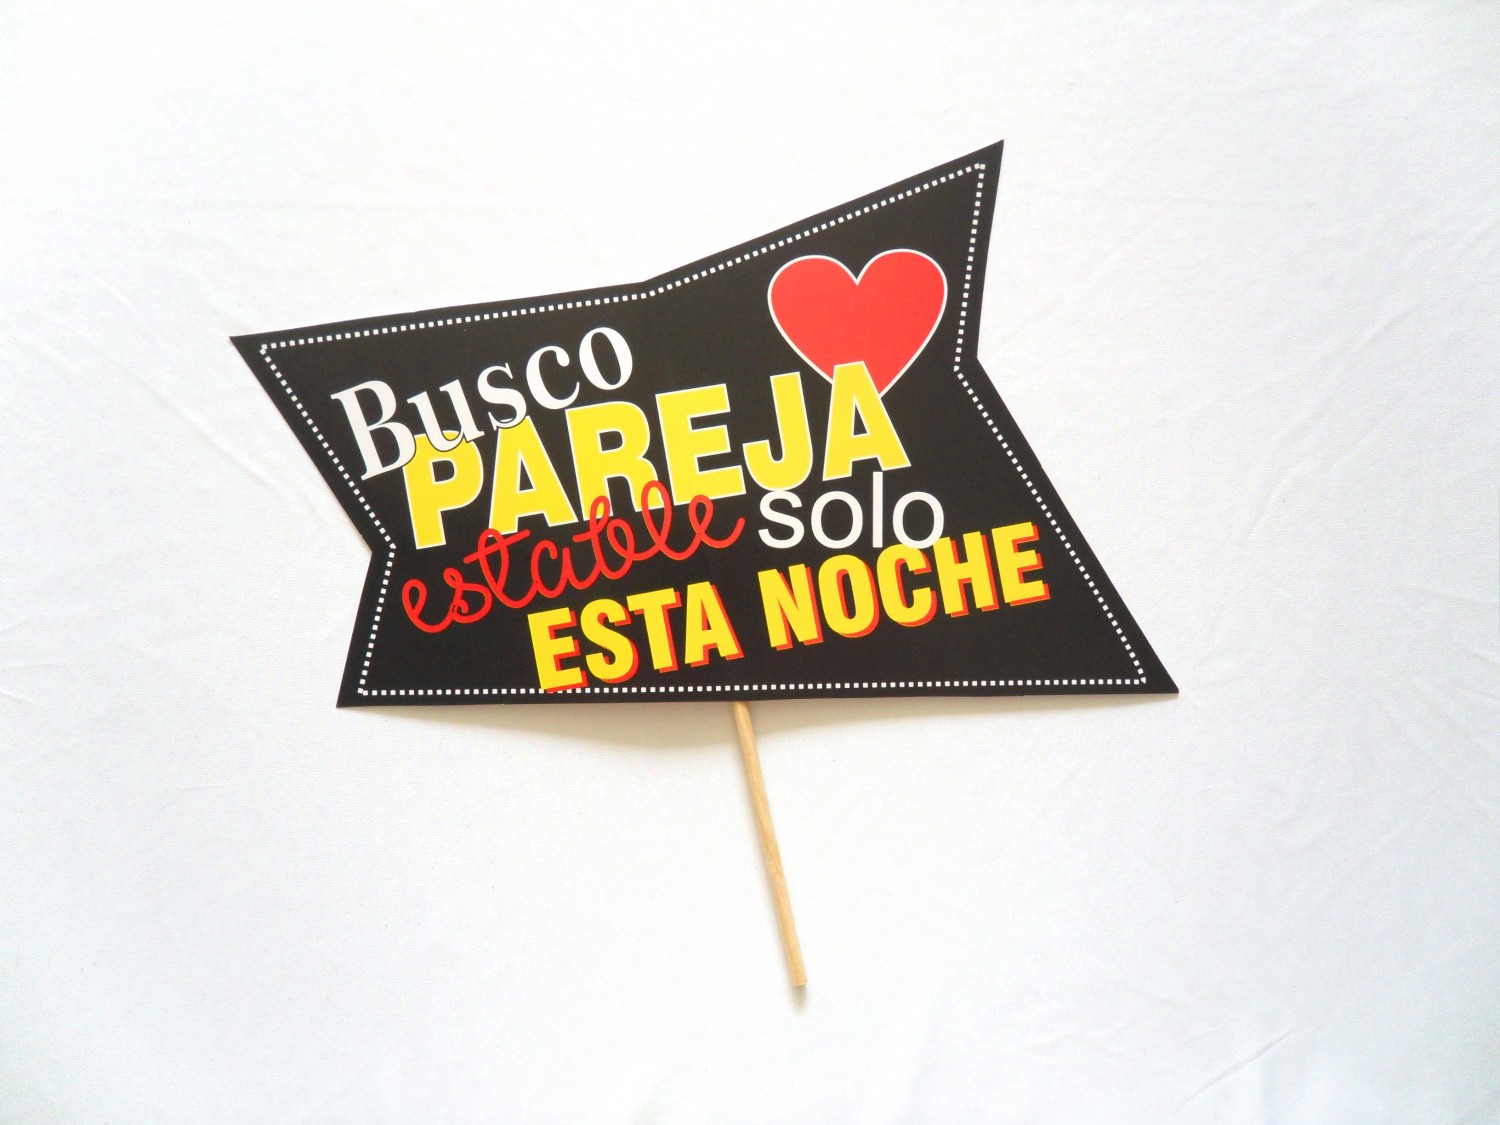 Busco
PAREJA
estable solo
ESTA NOCHE